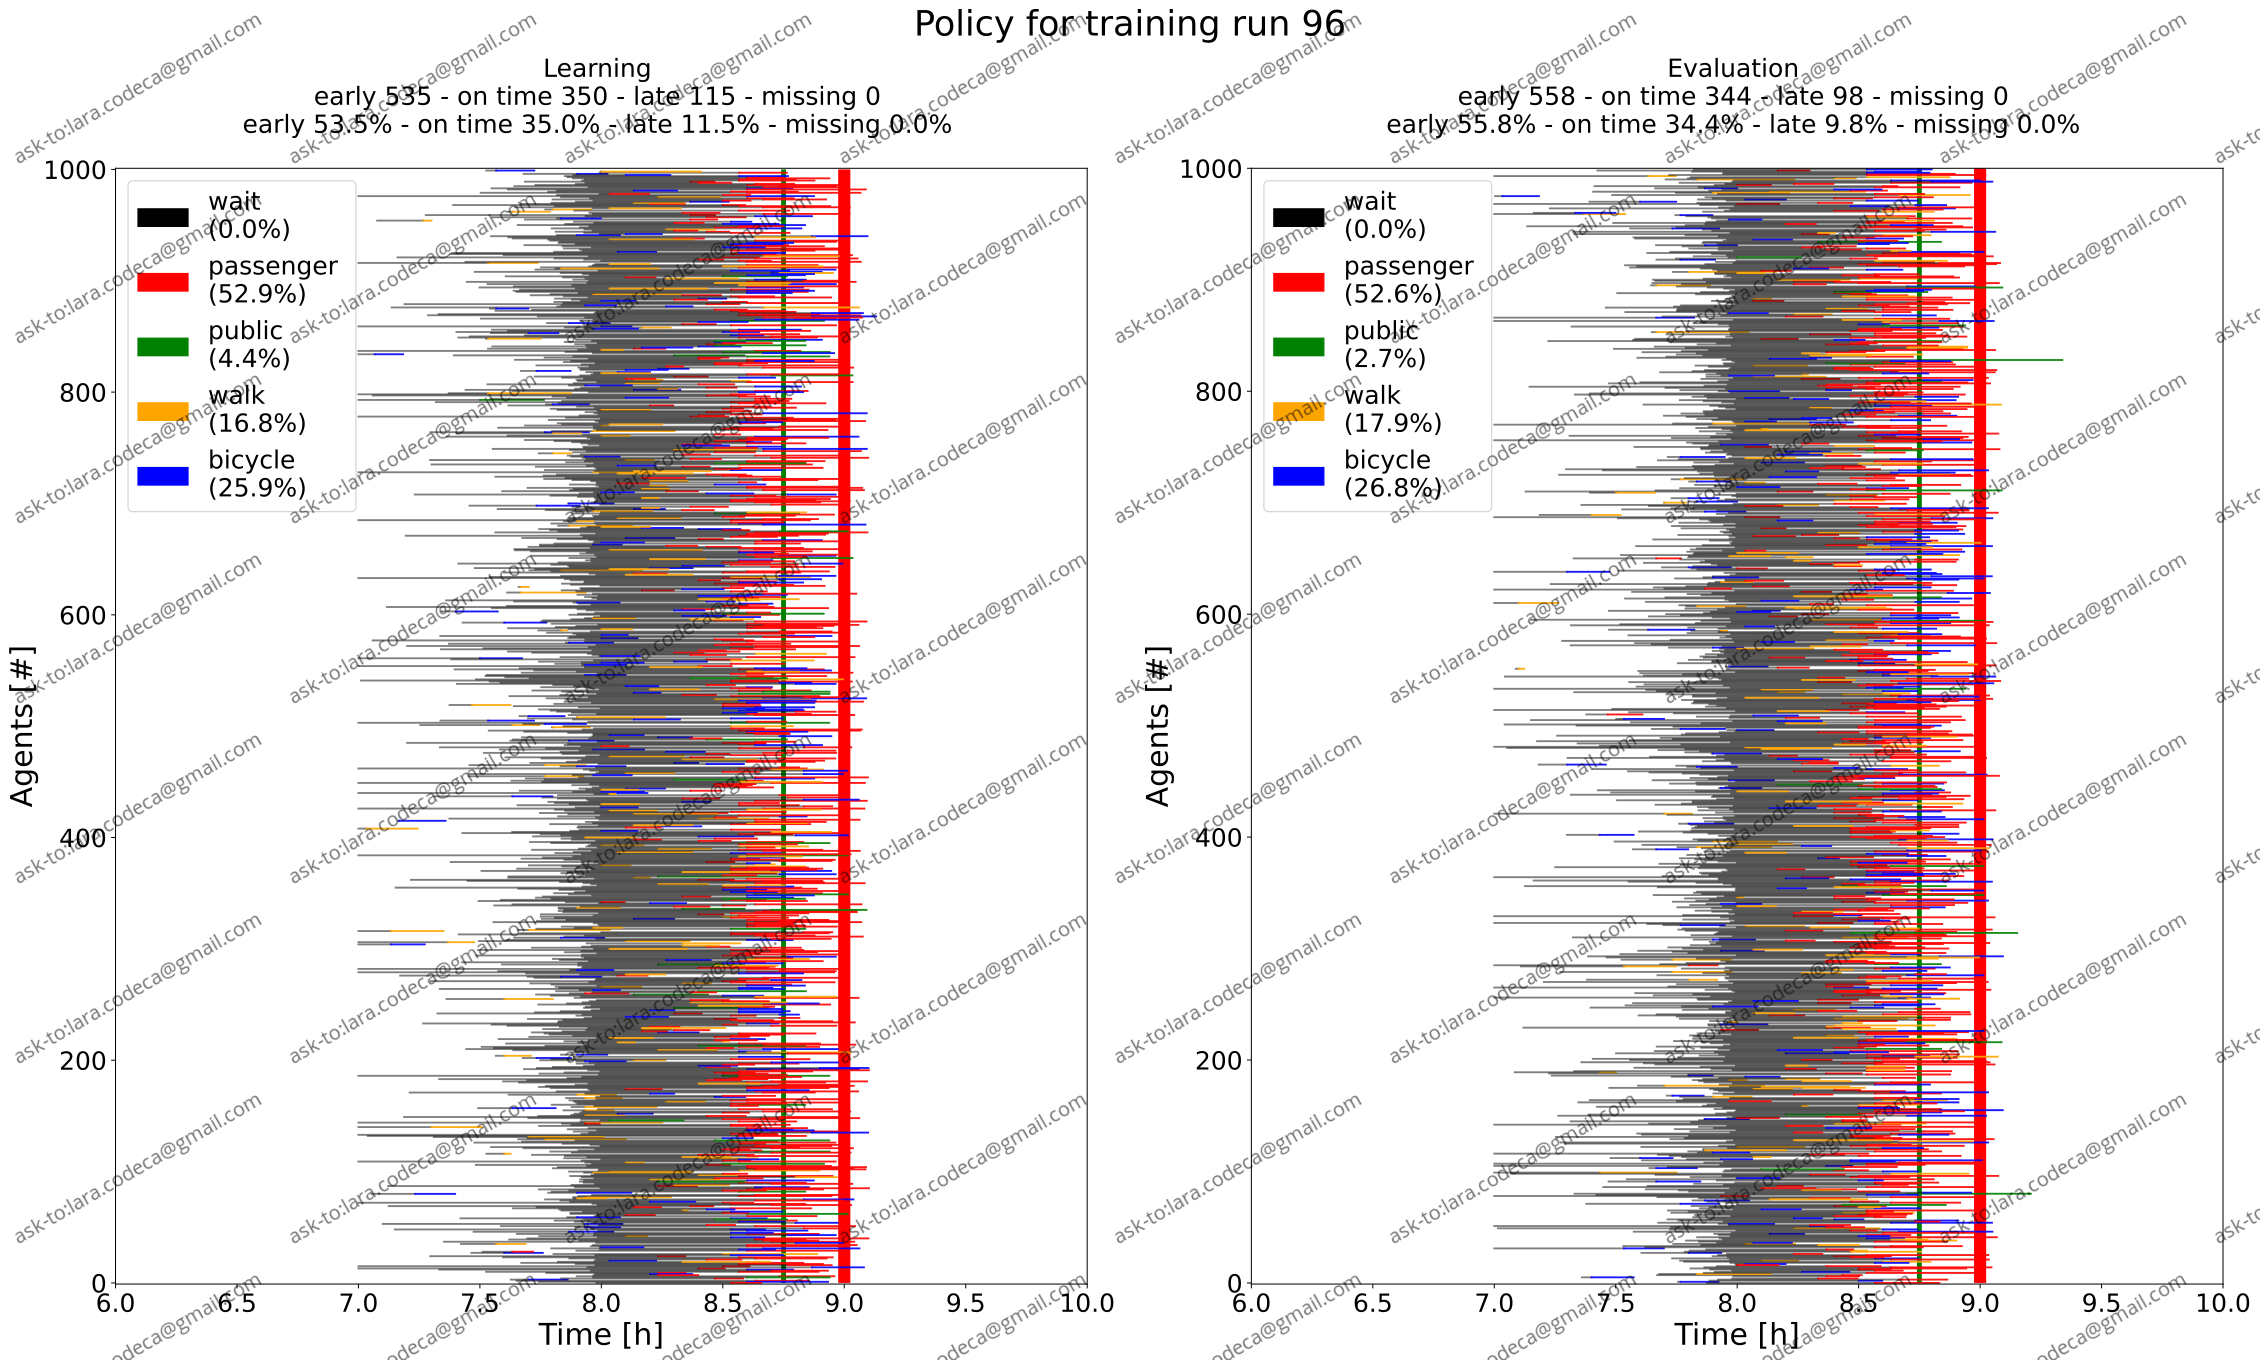 Policy for training run 96
Learning
early 535 - on time 350 - late 115 - missing 0
early 53.5% - on time 35.0% - late 11.5% - missing 0.0%
1000
800
600
400
200
0
Agents [#]
wait
(0.0%)
passenger
(52.9%)
public
(4.4%)
walk
(16.8%)
bicycle
(25.9%)
6.0 6.5 7.0 7.5 8.0 8.5 9.0 9.5 10.0
Time [h]
Evaluation
early 558 - on time 344 - late 98 - missing 0
early 55.8% - on time 34.4% - late 9.8% - missing 0.0%
1000
800
600
400
200
0
Agents [#]
wait
(0.0%)
passenger
(52.6%)
public
(2.7%)
walk
(17.9%)
bicycle
(26.8%)
6.0 6.5 7.0 7.5 8.0 8.5 9.0 9.5 10.0
Time [h]
ask-to:lara.codeca@gmail.com